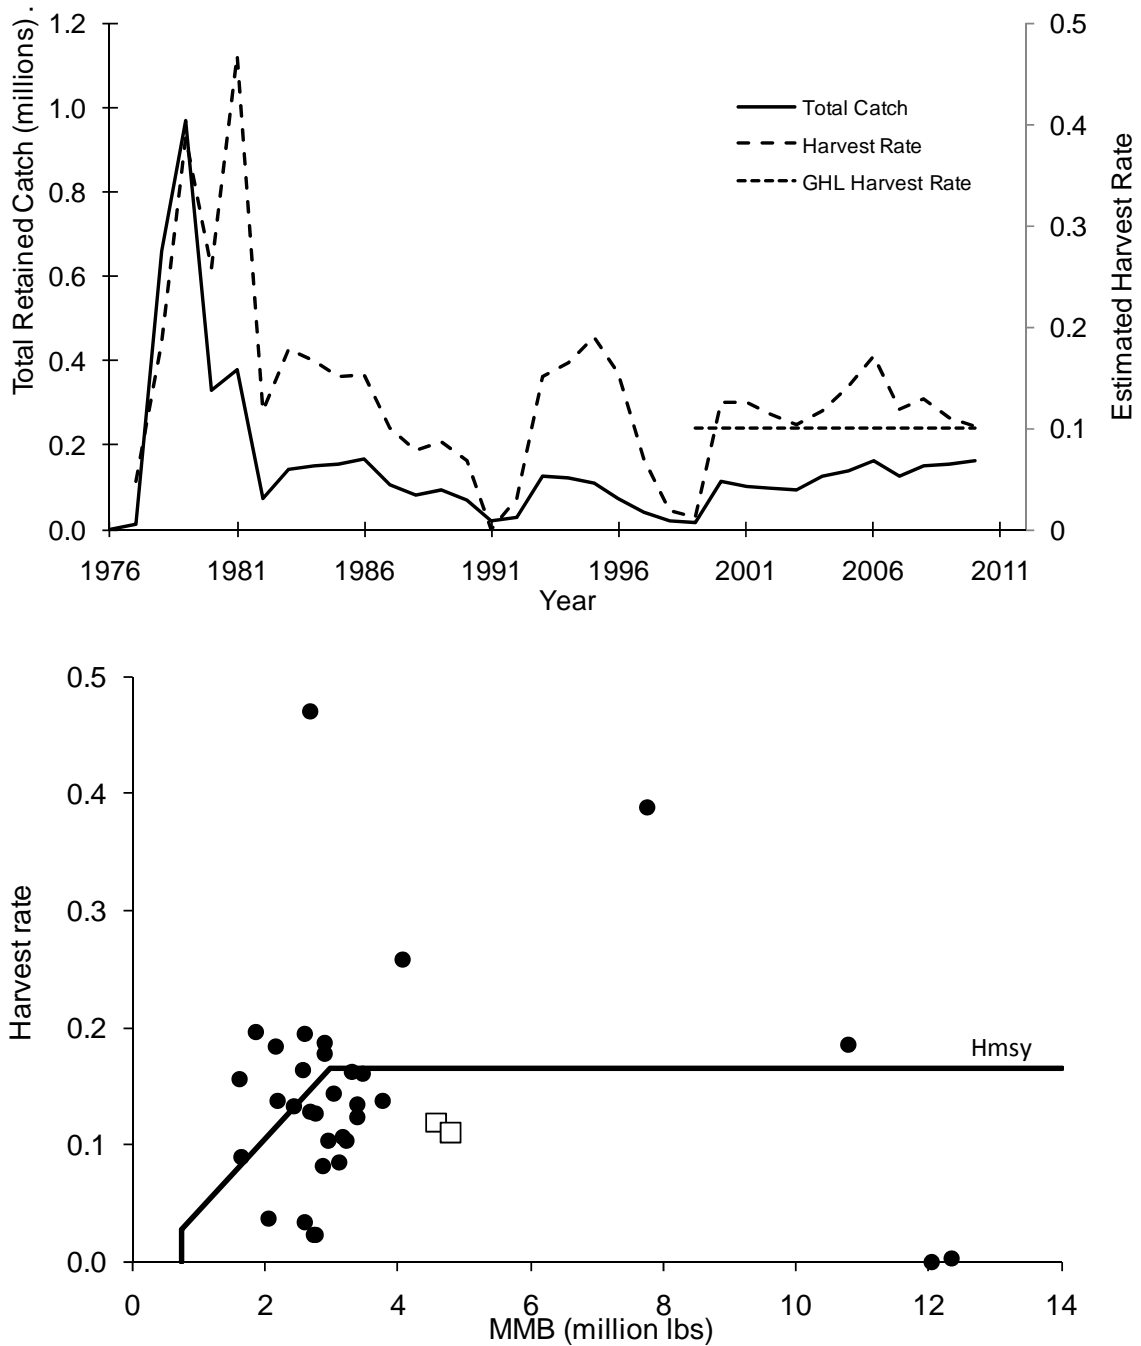 Total Retained Catch (millions).
1.2
1.0
0.8
0.6
0.4
0.2
0.0
0.5
0.4
0.3
0.2
0.1
0
Estimated Harvest Rate
Total Catch
Harvest Rate
GHL Harvest Rate
1976 1981 1986 1991 1996 2001 2006 2011
Year
Harvest rate
0.5
0.4
0.3
0.2
0.1
0.0
Hmsy
0 2 4 6 8 10 12 14
MMB (million lbs)